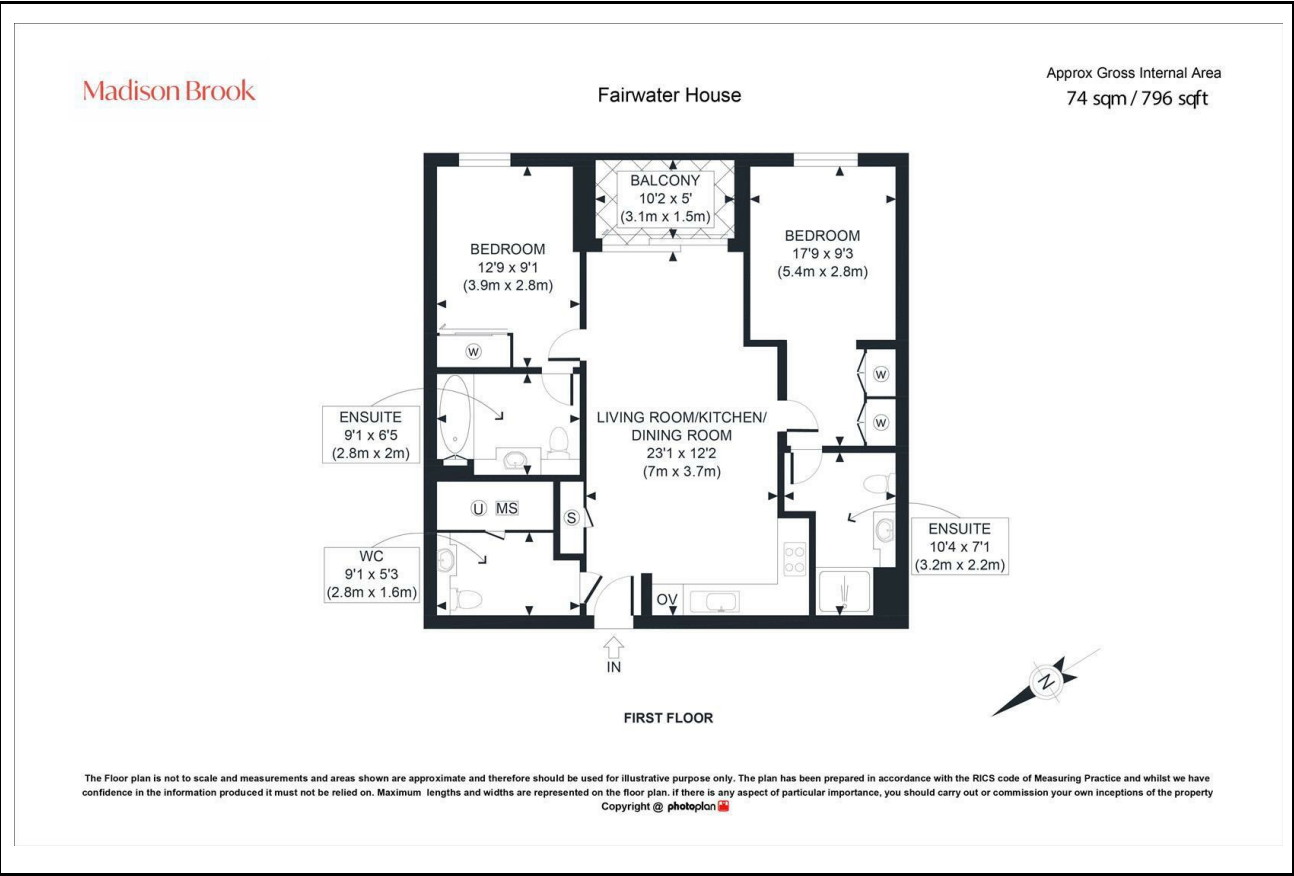 Madison Brook
Fairwater House
Approx Gross Internal Area
74 sqm / 796 sqft
BALCONY
10'2 x 5'
(3.1m x 1.5m)
BEDROOM
12'9 x 9'1
(3.9m x 2.8m)
BEDROOM
17'9 x 9'3
(5.4m x 2.8m)
W
W
W
ENSUITE
9'1 x 6'5
(2.8m x 2m)
LIVING ROOM/KITCHEN/
DINING ROOM
23'1 x 12'2
(7m x 3.7m)
U MS
S
ENSUITE
10'4 x 7'1
(3.2m x 2.2m)
WC
9'1 x 5'3
(2.8m x 1.6m)
OV
IN
N
FIRST FLOOR
The Floor plan is not to scale and measurements and areas shown are approximate and therefore should be used for illustrative purpose only. The plan has been prepared in accordance with the RICS code of Measuring Practice and whilst we have
confidence in the information produced it must not be relied on. Maximum lengths and widths are represented on the floor plan. if there is any aspect of particular importance, you should carry out or commission your own inceptions of the property
Copyright @ photoplan